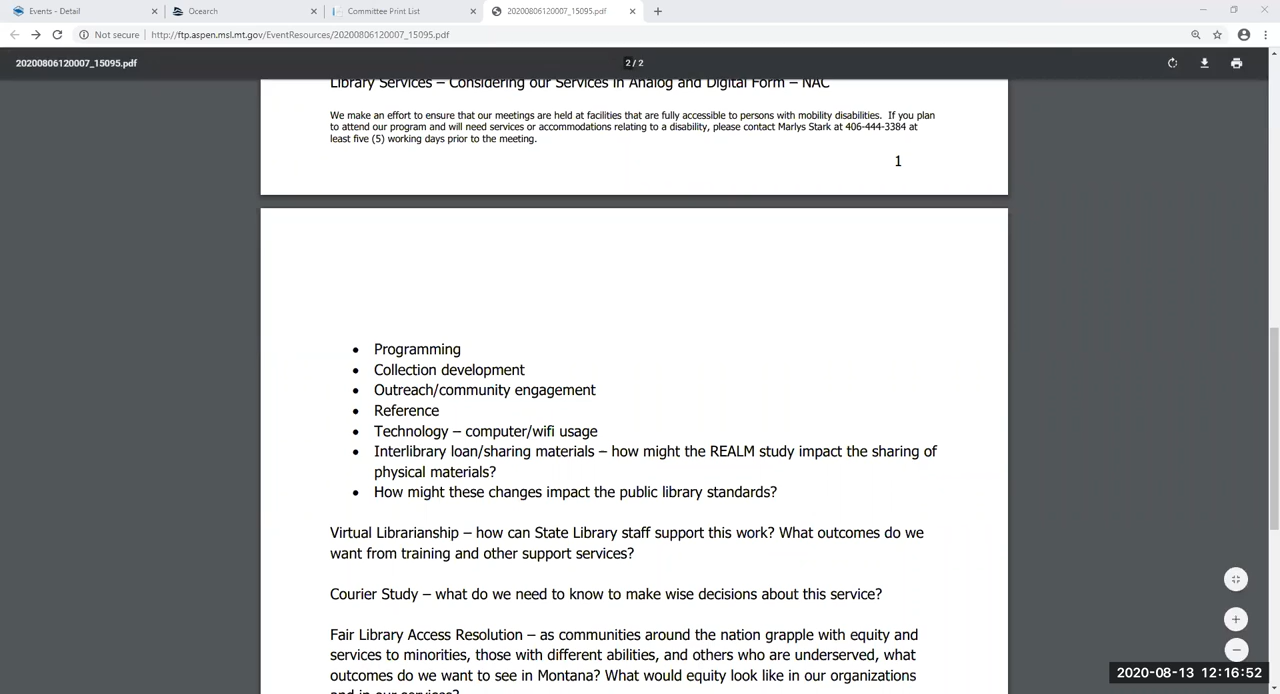 Events - Detail
Ocearch
Committee Print List
20200806120007_15095.pdf
Not secure
http://ftp.aspen.msl.mt.gov/EventResources/20200806120007_15095.pdf
20200806120007_15095.pdf
2 / 2
Library Services – Considering our Services in Analog and Digital Form – NAC
We make an effort to ensure that our meetings are held at facilities that are fully accessible to persons with mobility disabilities. If you plan
to attend our program and will need services or accommodations relating to a disability, please contact Marlys Stark at 406-444-3384 at
least five (5) working days prior to the meeting.
1
• Programming
• Collection development
• Outreach/community engagement
• Reference
• Technology – computer/wifi usage
• Interlibrary loan/sharing materials – how might the REALM study impact the sharing of
physical materials?
• How might these changes impact the public library standards?
Virtual Librarianship – how can State Library staff support this work? What outcomes do we
want from training and other support services?
Courier Study – what do we need to know to make wise decisions about this service?
Fair Library Access Resolution – as communities around the nation grapple with equity and
services to minorities, those with different abilities, and others who are underserved, what
outcomes do we want to see in Montana? What would equity look like in our organizations
and in our services?
2020-08-13 12:16:52